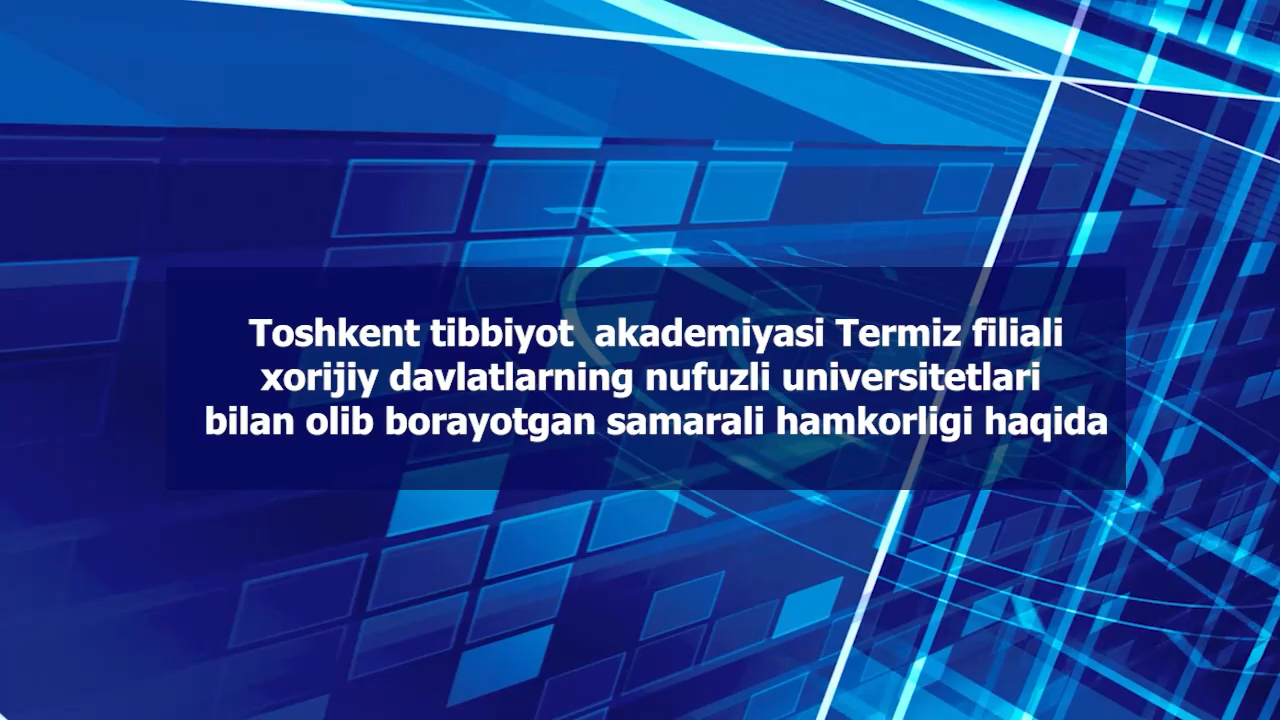 Toshkent tibbiyot  akademiyasi Termiz filiali
xorijiy davlatlarning nufuzli universitetlari
bilan olib borayotgan samarali hamkorligi haqida